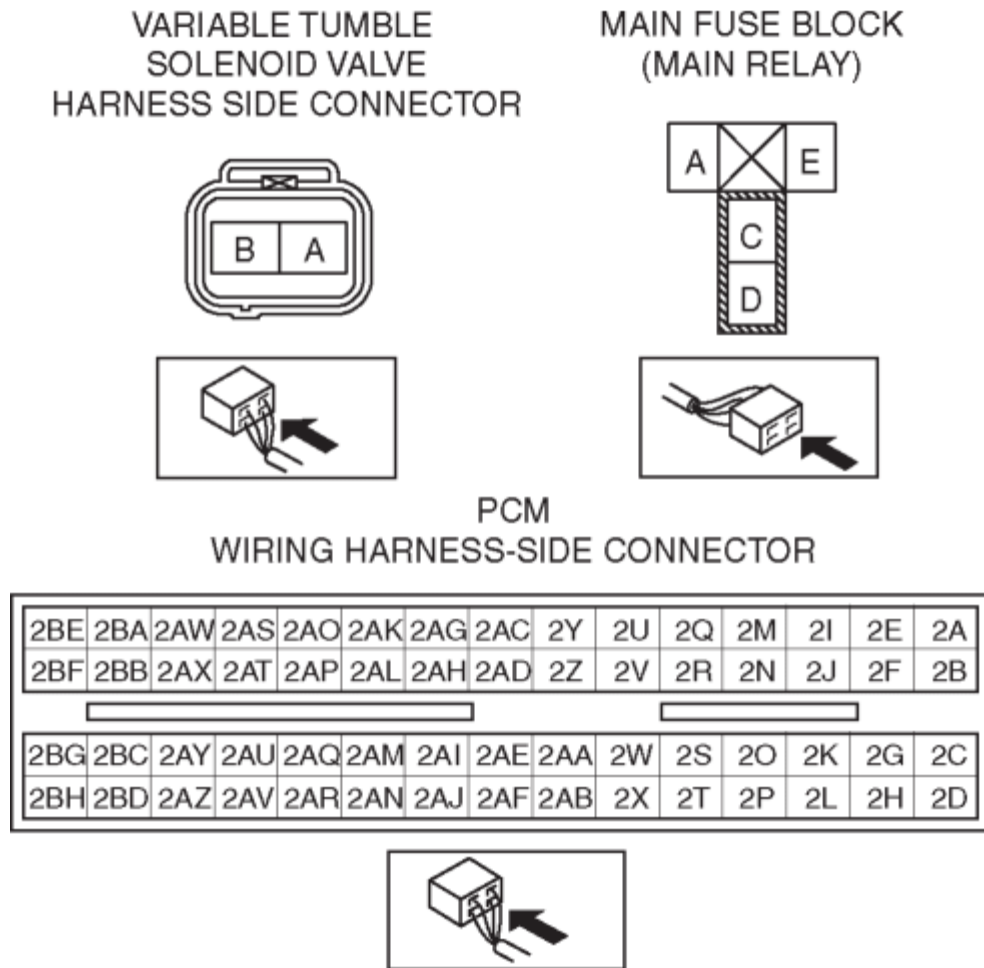 VARIABLE TUMBLE
SOLENOID VALVE
HARNESS SIDE CONNECTOR
B A
MAIN FUSE BLOCK
(MAIN RELAY)
A E
C
D
PCM
WIRING HARNESS-SIDE CONNECTOR
2BE 2BA 2AW 2AS 2AO 2AK 2AG 2AC 2Y 2U 2Q 2M 2I 2E 2A
2BF 2BB 2AX 2AT 2AP 2AL 2AH 2AD 2Z 2V 2R 2N 2J 2F 2B
2BG 2BC 2AY 2AU 2AQ 2AM 2AI 2AE 2AA 2W 2S 2O 2K 2G 2C
2BH 2BD 2AZ 2AV 2AR 2AN 2AJ 2AF 2AB 2X 2T 2P 2L 2H 2D